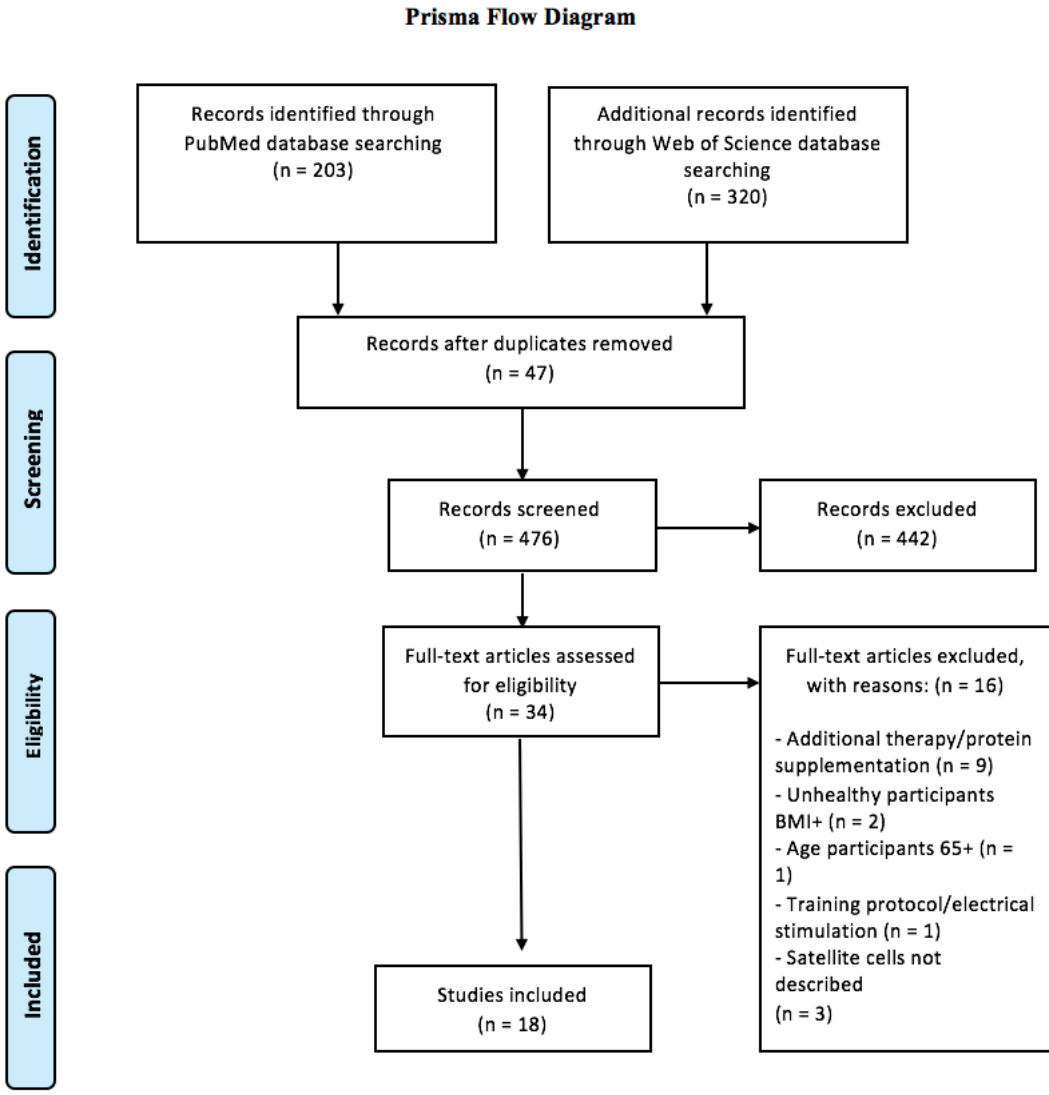 Prisma Flow Diagram
Identification
Records identified through
PubMed database searching
(n = 203)
Additional records identified
through Web of Science database
searching
(n = 320)
Records after duplicates removed
(n = 47)
Screening
Records screened
(n = 476)
Records excluded
(n = 442)
Eligibility
Full-text articles assessed
for eligibility
(n = 34)
Full-text articles excluded,
with reasons: (n = 16)
- Additional therapy/protein
supplementation (n = 9)
- Unhealthy participants
BMI+ (n = 2)
- Age participants 65+ (n =
1)
- Training protocol/electrical
stimulation (n = 1)
- Satellite cells not
described
(n = 3)
Included
Studies included
(n = 18)